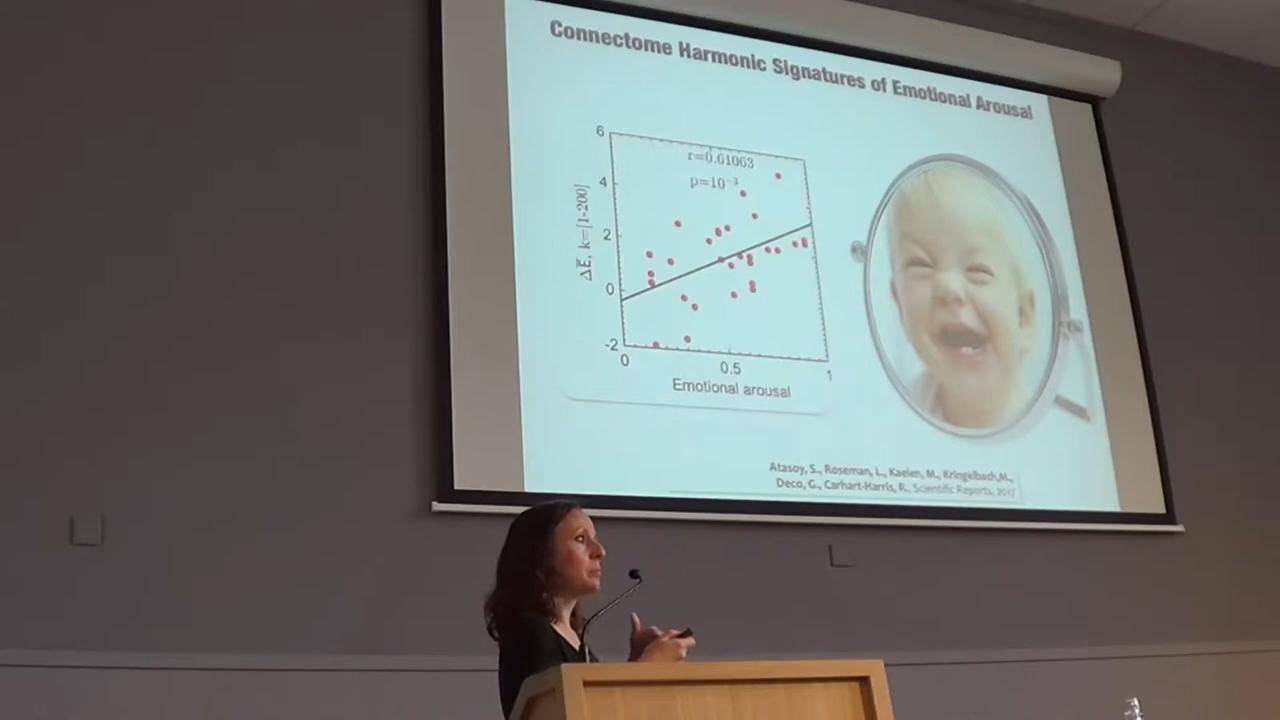 Connectome Harmonic Signatures of Emotional Arousal
6
r=0.61063
p=10⁻³
4
2
0
-2
ΔE, k=[1-200]
0
0.5
1
Emotional arousal
Atasoy, S., Roseman, L., Kaelen, M., Kringelbach,M.,
Deco, G., Carhart-Harris, R., Scientific Reports, 2017